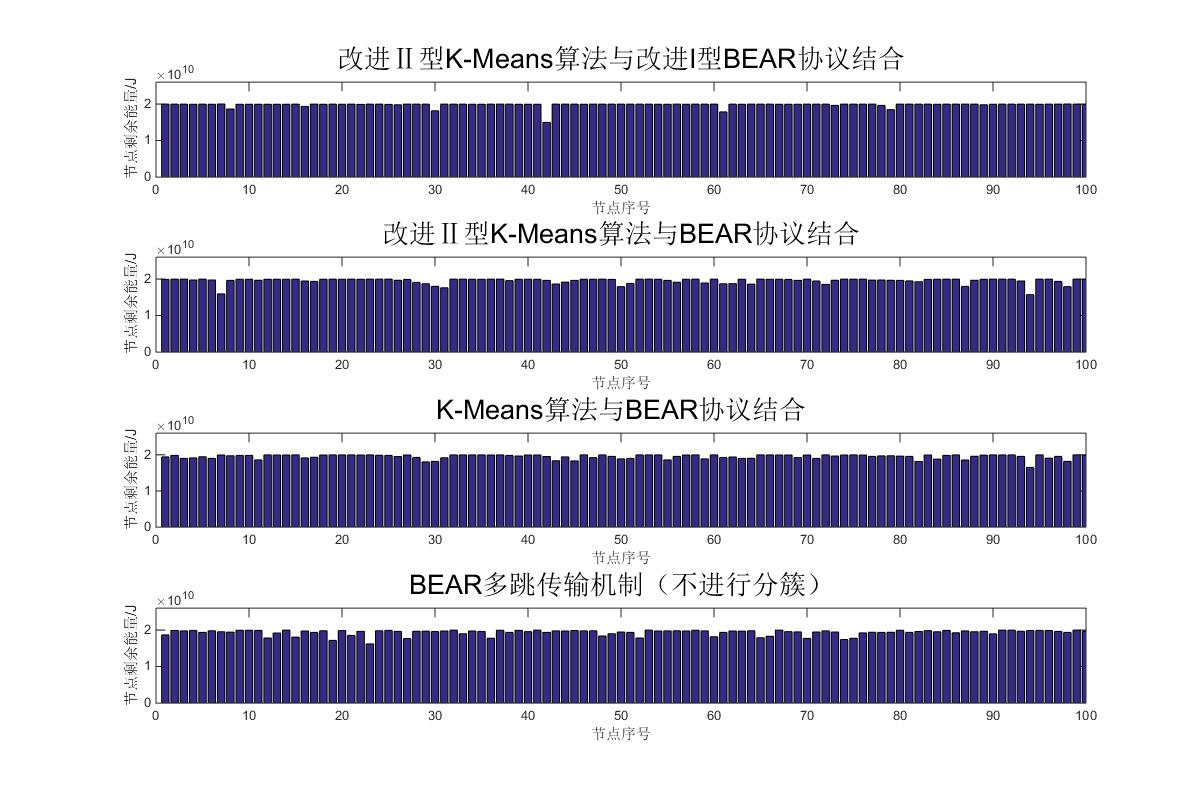 改进Ⅱ型K-Means算法与改进I型BEAR协议结合
×10^10
节点剩余能量/J
2
1
0
0 10 20 30 40 50 60 70 80 90 100
节点序号
改进Ⅱ型K-Means算法与BEAR协议结合
×10^10
节点剩余能量/J
2
1
0
0 10 20 30 40 50 60 70 80 90 100
节点序号
K-Means算法与BEAR协议结合
×10^10
节点剩余能量/J
2
1
0
0 10 20 30 40 50 60 70 80 90 100
节点序号
BEAR多跳传输机制（不进行分簇）
×10^10
节点剩余能量/J
2
1
0
0 10 20 30 40 50 60 70 80 90 100
节点序号